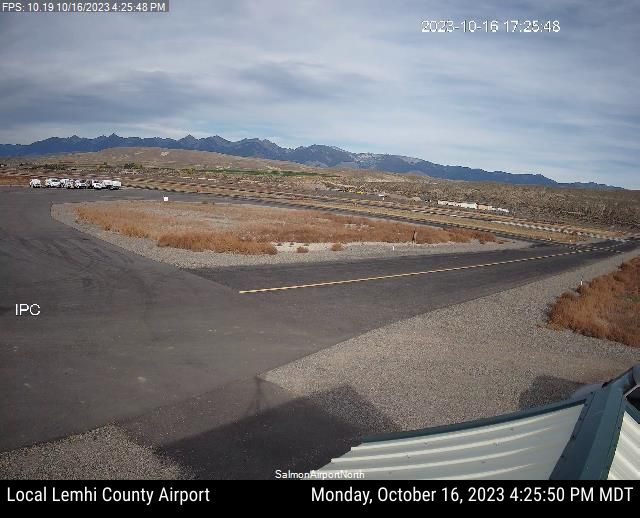 FPS: 10.19 10/16/2023 4:25:48 PM
2023-10-16 17:25:48
IPC
SalmonAirportNorth
Local Lemhi County Airport
Monday, October 16, 2023 4:25:50 PM MDT